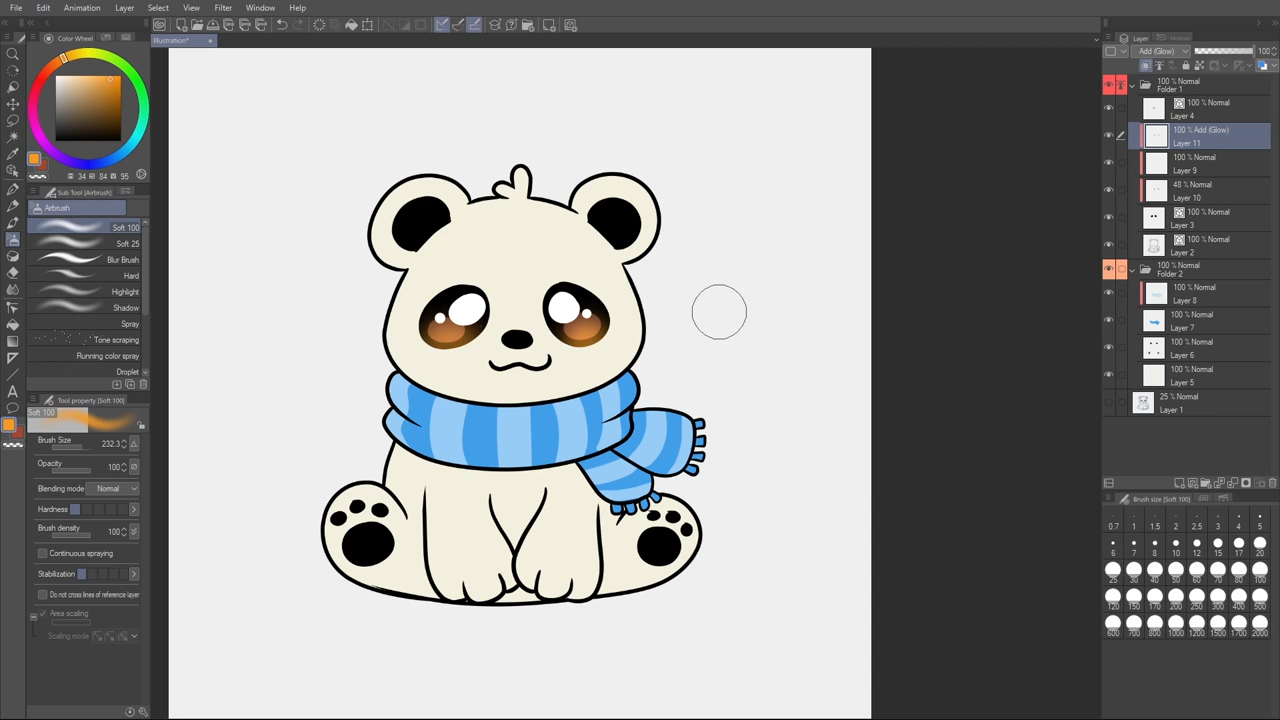 File Edit Animation Layer Select View Filter Window Help
Color Wheel
Illustration*
34 84 95
Sub Tool [Airbrush]
Airbrush
Soft 100
Soft 25
Blur Brush
Hard
Highlight
Shadow
Spray
Tone scraping
Running color spray
Droplet
Tool property [Soft 100]
Soft 100
Brush Size 232.3
Opacity 100
Blending mode Normal
Hardness
Brush density 100
Continuous spraying
Stabilization
Do not cross lines of reference layer
Area scaling
Scaling mode
Layer History
Add (Glow) 100
100 % Normal
Folder 1
100 % Normal
Layer 4
100 % Add (Glow)
Layer 11
100 % Normal
Layer 9
48 % Normal
Layer 10
100 % Normal
Layer 3
100 % Normal
Layer 2
100 % Normal
Folder 2
100 % Normal
Layer 8
100 % Normal
Layer 7
100 % Normal
Layer 6
100 % Normal
Layer 5
25 % Normal
Layer 1
Brush size [Soft 100]
0.7 1 1.5 2 2.5 3 4 5
6 7 8 10 12 15 17 20
25 30 40 50 60 70 80 100
120 150 170 200 250 300 400 500
600 700 800 1000 1200 1500 1700 2000